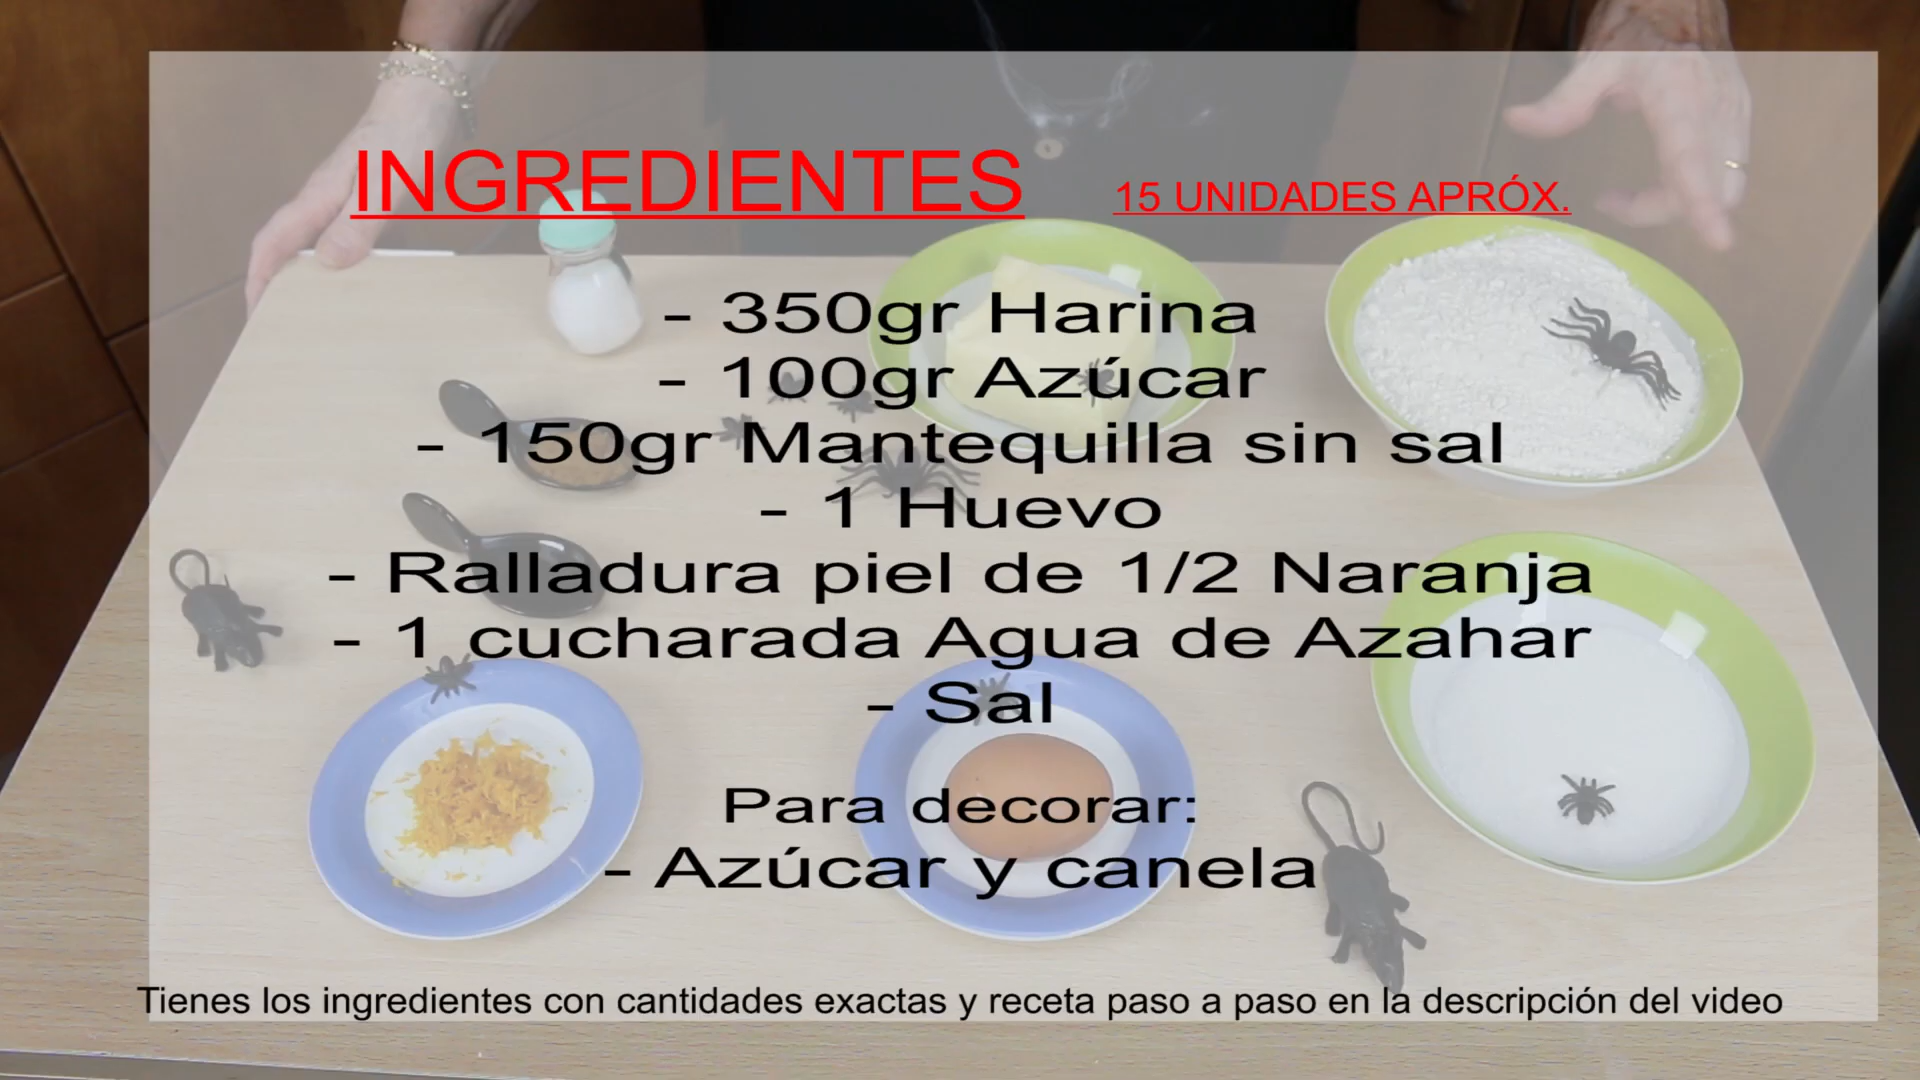 INGREDIENTES 15 UNIDADES APRÓX.
- 350gr Harina
- 100gr Azúcar
- 150gr Mantequilla sin sal
- 1 Huevo
- Ralladura piel de 1/2 Naranja
- 1 cucharada Agua de Azahar
- Sal
Para decorar:
- Azúcar y canela
Tienes los ingredientes con cantidades exactas y receta paso a paso en la descripción del video